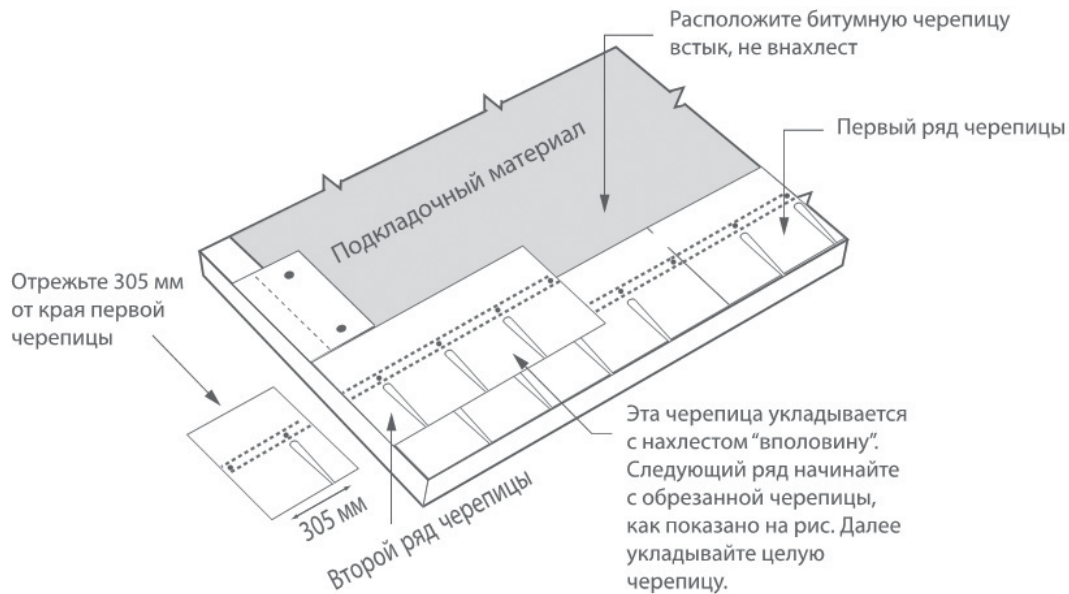 Расположите битумную черепицу
встык, не внахлест
Первый ряд черепицы
Подкладочный материал
Отрежьте 305 мм
от края первой
черепицы
305 мм
Второй ряд черепицы
Эта черепица укладывается
с нахлестом “вполовину”.
Следующий ряд начинайте
с обрезанной черепицы,
как показано на рис. Далее
укладывайте целую
черепицу.